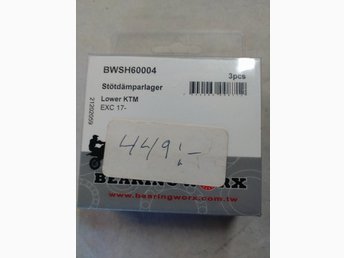 BWSH60004
3pcs
Stötdämparlager
Lower KTM
EXC 17-
449:-
BEARINGWORX
www.bearingworx.com.tw